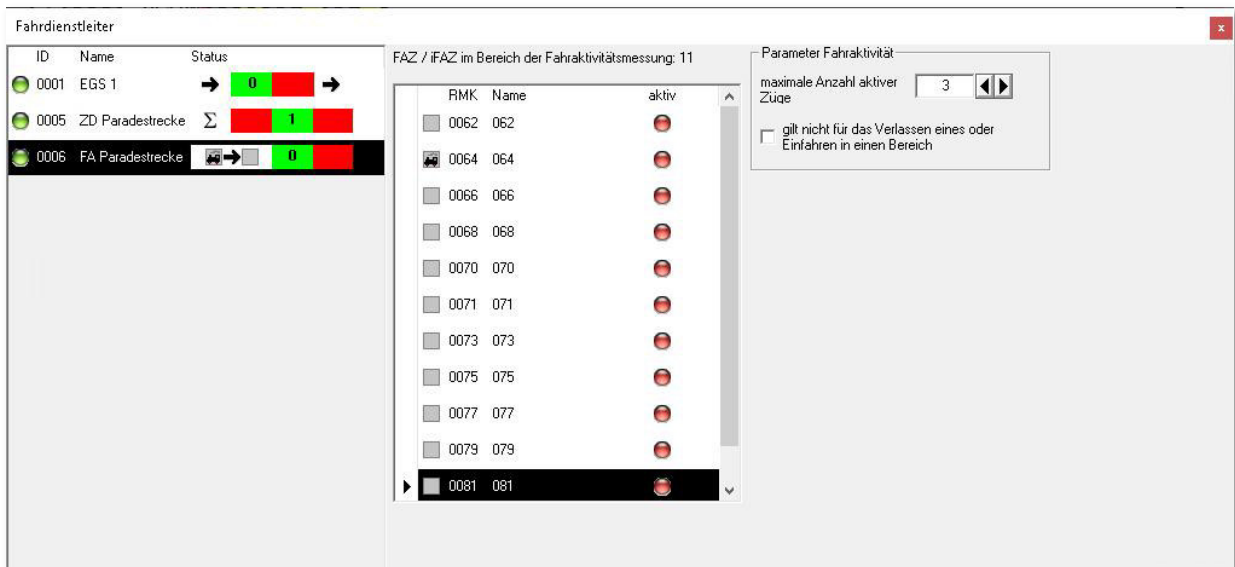 Fahrdienstleiter
x
ID Name Status
0001 EGS 1 0
0005 ZD Paradestrecke Σ 1
0006 FA Paradestrecke 0
FAZ / iFAZ im Bereich der Fahraktivitätsmessung: 11
RMK Name aktiv
0062 062
0064 064
0066 066
0068 068
0070 070
0071 071
0073 073
0075 075
0077 077
0079 079
0081 081
Parameter Fahraktivität
maximale Anzahl aktiver
Züge
3
gilt nicht für das Verlassen eines oder
Einfahren in einen Bereich